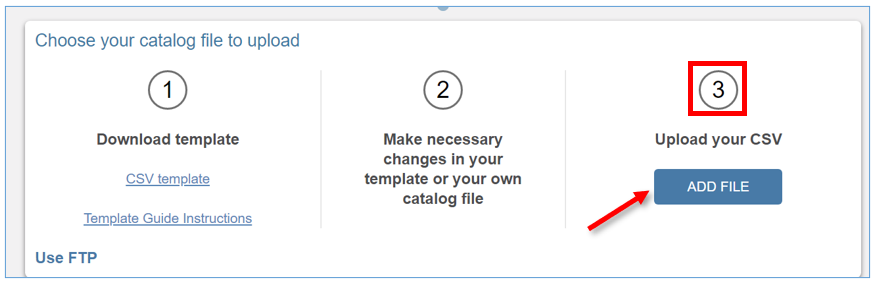 Choose your catalog file to upload
1
Download template
CSV template
Template Guide Instructions
2
Make necessary
changes in your
template or your own
catalog file
3
Upload your CSV
ADD FILE
Use FTP